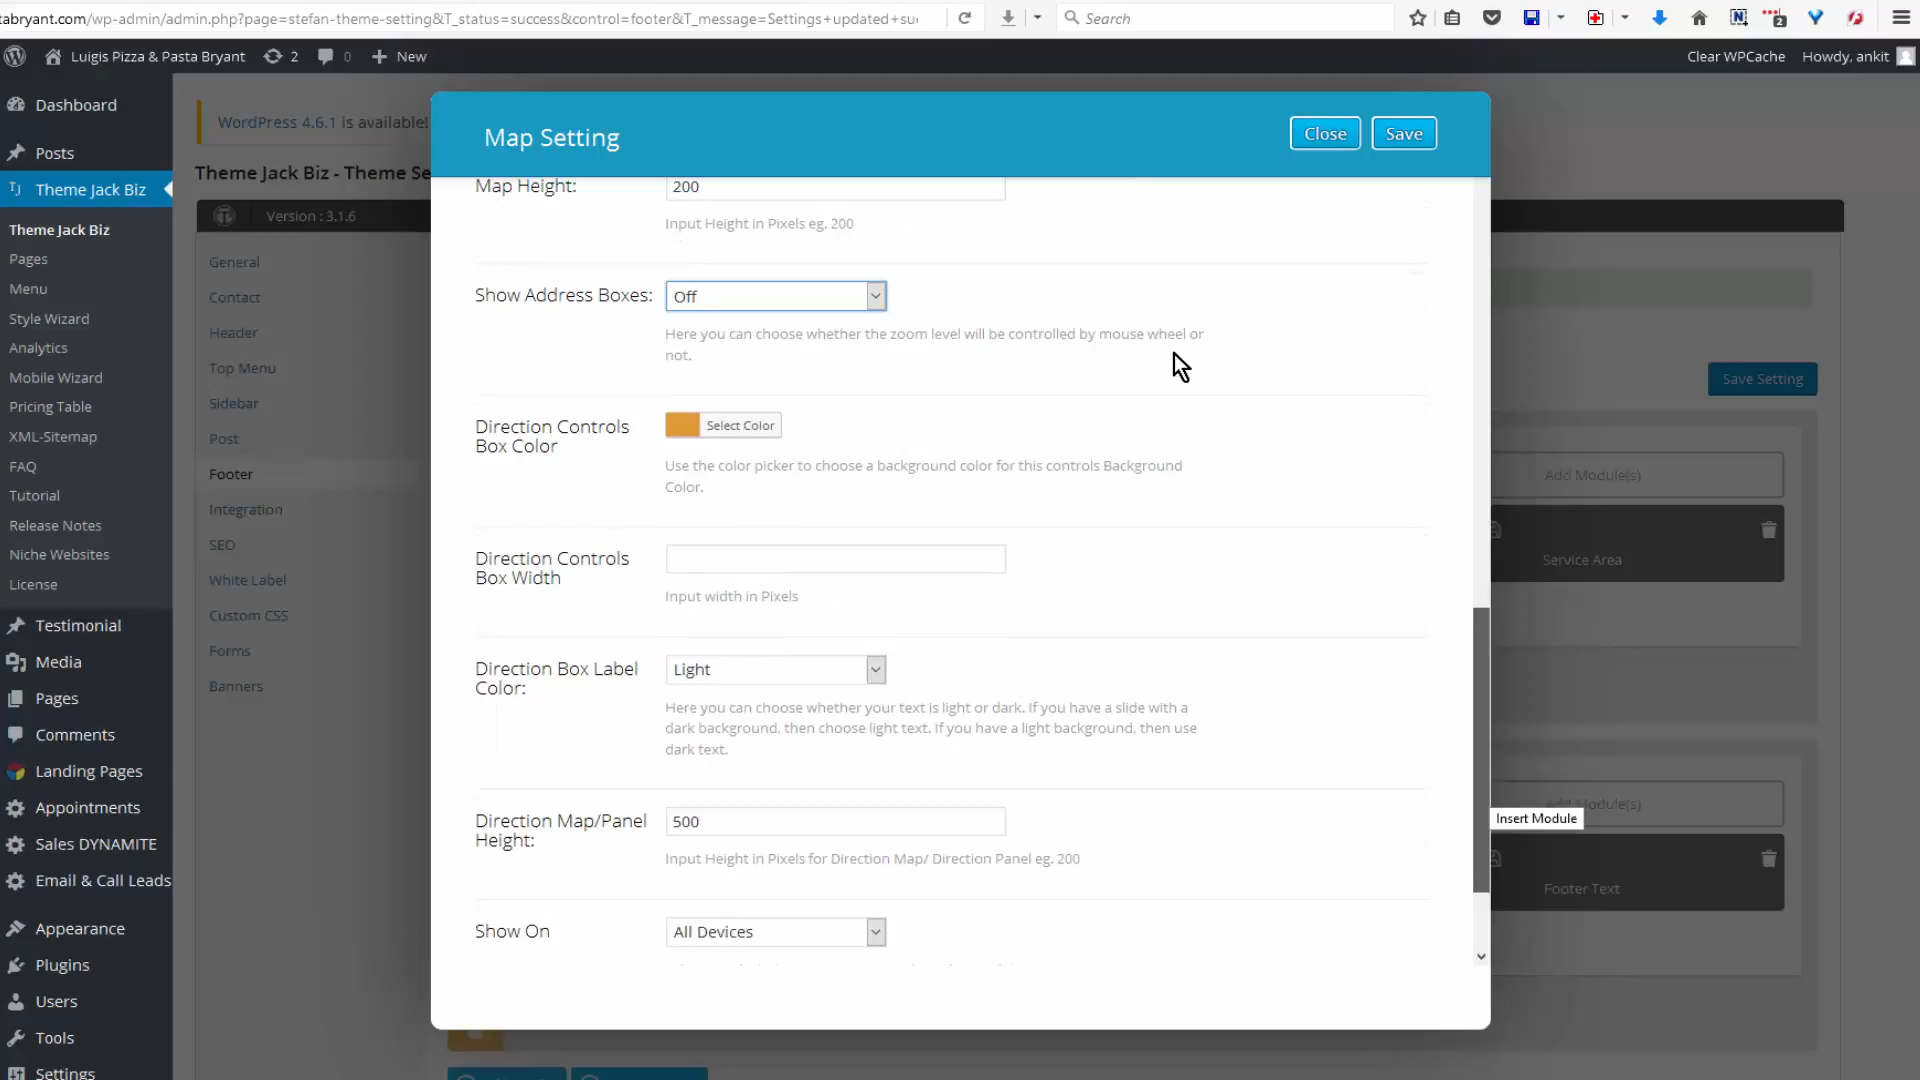 tabryant.com/wp-admin/admin.php?page=stefan-theme-setting&T_status=success&control=footer&T_message=Settings+updated+su
Search
2
Luigis Pizza & Pasta Bryant
2
0
New
Clear WPCache
Howdy, ankit
Dashboard
Posts
Theme Jack Biz
Theme Jack Biz
Pages
Menu
Style Wizard
Analytics
Mobile Wizard
Pricing Table
XML-Sitemap
FAQ
Tutorial
Release Notes
Niche Websites
License
Testimonial
Media
Pages
Comments
Landing Pages
Appointments
Sales DYNAMITE
Email & Call Leads
Appearance
Plugins
Users
Tools
Settings
WordPress 4.6.1 is available!
Theme Jack Biz - Theme Se
Version : 3.1.6
General
Contact
Header
Top Menu
Sidebar
Post
Footer
Integration
SEO
White Label
Custom CSS
Forms
Banners
Map Setting
Close
Save
Map Height:
200
Input Height in Pixels eg. 200
Show Address Boxes:
Off
Here you can choose whether the zoom level will be controlled by mouse wheel or
not.
Direction Controls
Box Color
Select Color
Use the color picker to choose a background color for this controls Background
Color.
Direction Controls
Box Width
Input width in Pixels
Direction Box Label
Color:
Light
Here you can choose whether your text is light or dark. If you have a slide with a
dark background, then choose light text. If you have a light background, then use
dark text.
Direction Map/Panel
Height:
500
Input Height in Pixels for Direction Map/ Direction Panel eg. 200
Show On
All Devices
Save Setting
Add Module(s)
Service Area
Add Module(s)
Insert Module
Footer Text